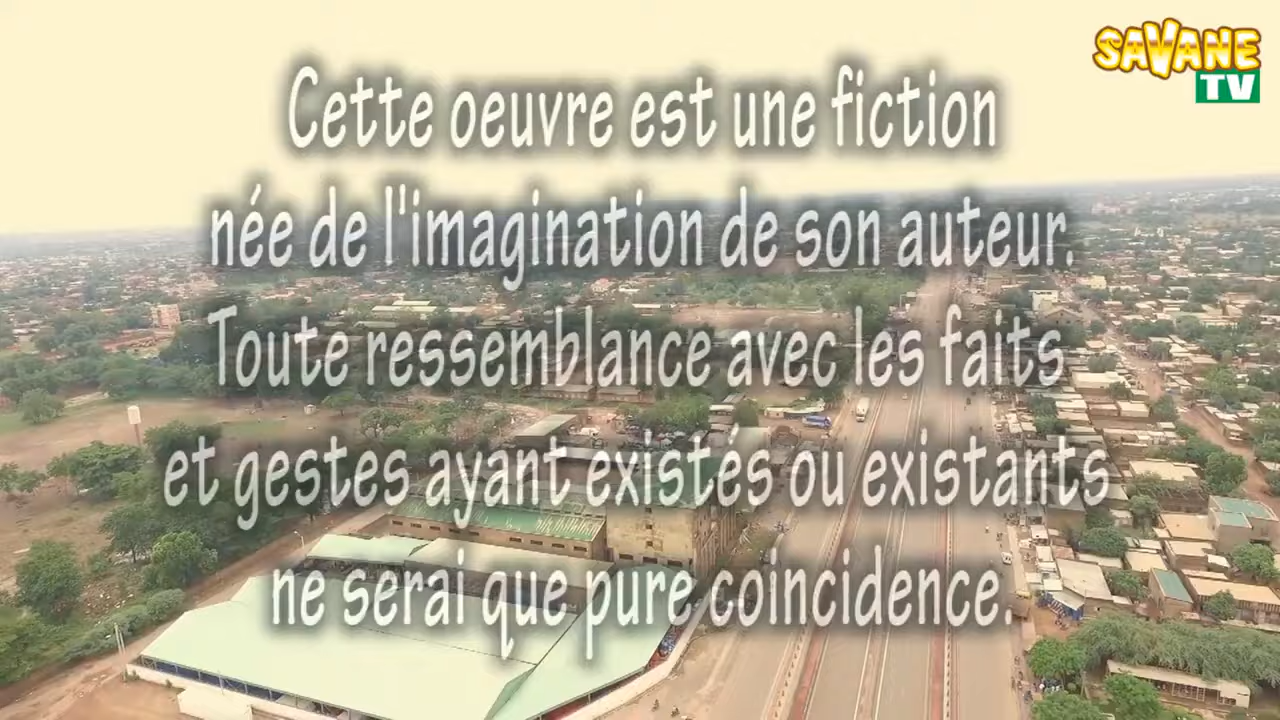 SAVANE
TV
Cette oeuvre est une fiction
née de l'imagination de son auteur.
Toute ressemblance avec les faits
et gestes ayant existés ou existants
ne serai que pure coincidence.